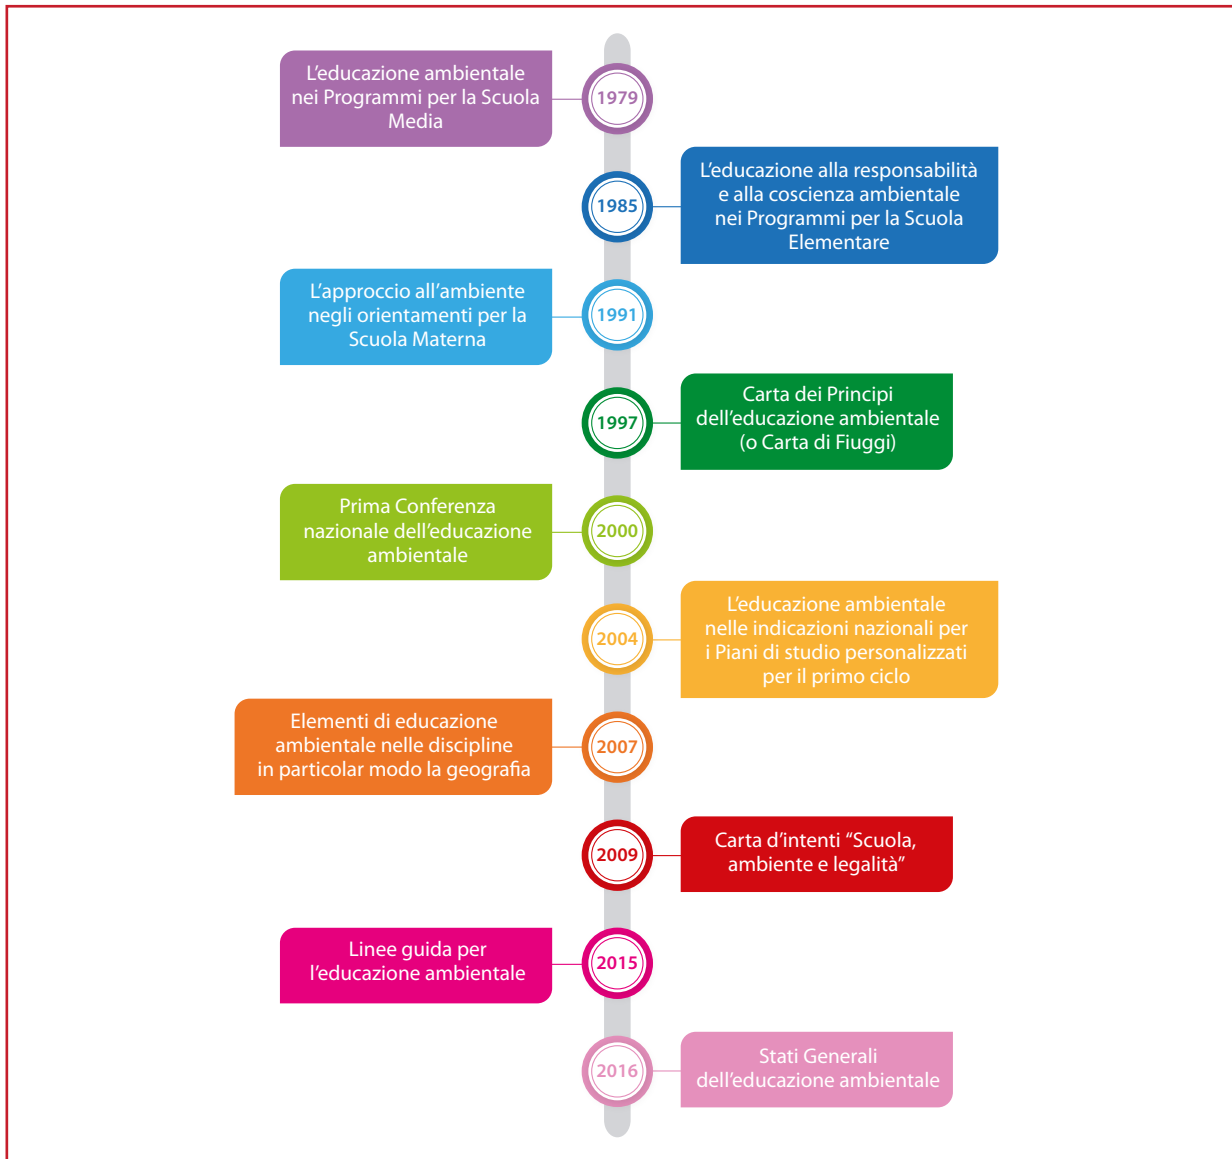 L’educazione ambientale
nei Programmi per la Scuola
Media
1979
1985
L’educazione alla responsabilità
e alla coscienza ambientale
nei Programmi per la Scuola
Elementare
L’approccio all’ambiente
negli orientamenti per la
Scuola Materna
1991
1997
Carta dei Principi
dell’educazione ambientale
(o Carta di Fiuggi)
Prima Conferenza
nazionale dell’educazione
ambientale
2000
2004
L’educazione ambientale
nelle indicazioni nazionali per
i Piani di studio personalizzati
per il primo ciclo
Elementi di educazione
ambientale nelle discipline
in particolar modo la geografia
2007
2009
Carta d’intenti “Scuola,
ambiente e legalità”
Linee guida per
l’educazione ambientale
2015
2016
Stati Generali
dell’educazione ambientale